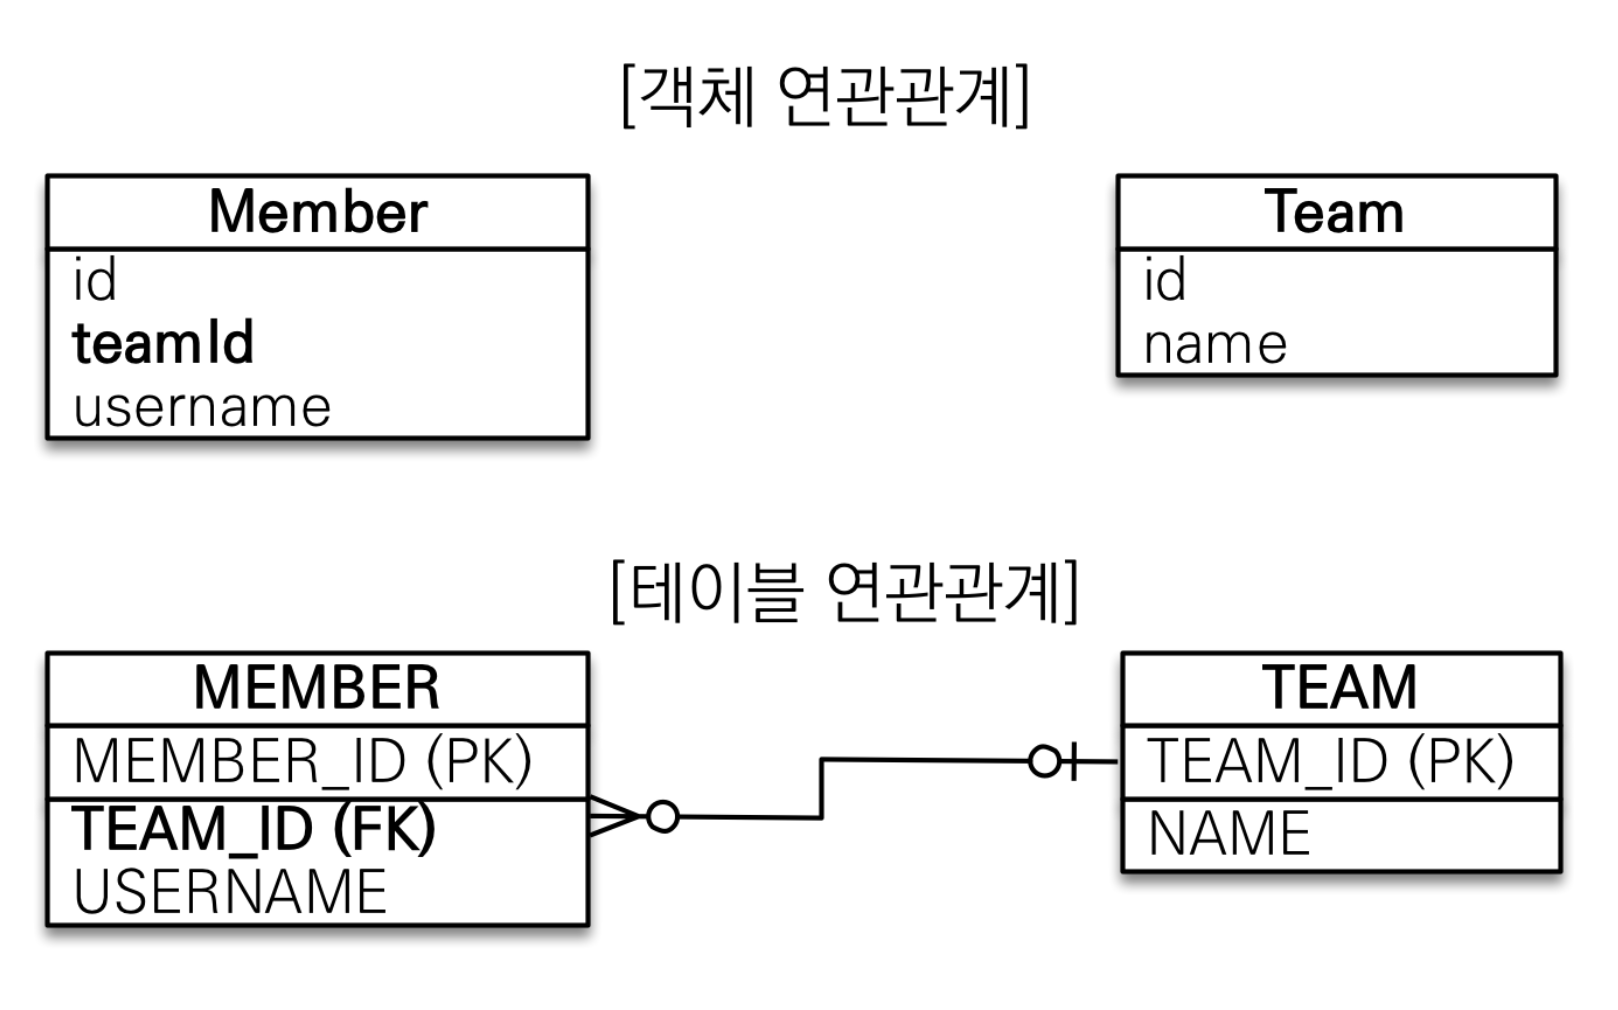 [객체 연관관계]
Member
id
teamId
username
Team
id
name
[테이블 연관관계]
MEMBER
MEMBER_ID (PK)
TEAM_ID (FK)
USERNAME
TEAM
TEAM_ID (PK)
NAME